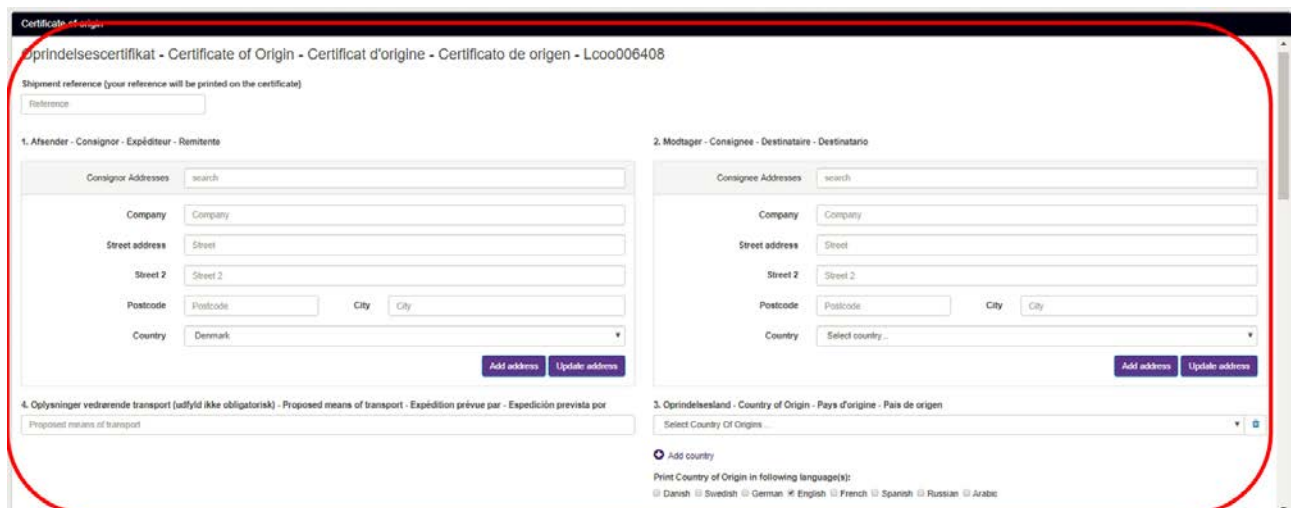 Certificate of origin
Oprindelsescertifikat - Certificate of Origin - Certificat d'origine - Certificato de origen - Lcoo006408
Shipment reference (your reference will be printed on the certificate)
Reference
1. Afsender - Consignor - Expéditeur - Remitente
Consignor Addresses search
Company Company
Street address Street
Street 2 Street 2
Postcode Postcode City City
Country Denmark
Add address Update address
2. Modtager - Consignee - Destinataire - Destinatario
Consignee Addresses search
Company Company
Street address Street
Street 2 Street 2
Postcode Postcode City City
Country Select country...
Add address Update address
4. Oplysninger vedrørende transport (udfyld ikke obligatorisk) - Proposed means of transport - Expédition prévue par - Espedición prevista por
Proposed means of transport
3. Oprindelsesland - Country of Origin - Pays d'origine - Pais de origen
Select Country Of Origins ...
Add country
Print Country of Origin in following language(s):
Danish Swedish German English French Spanish Russian Arabic